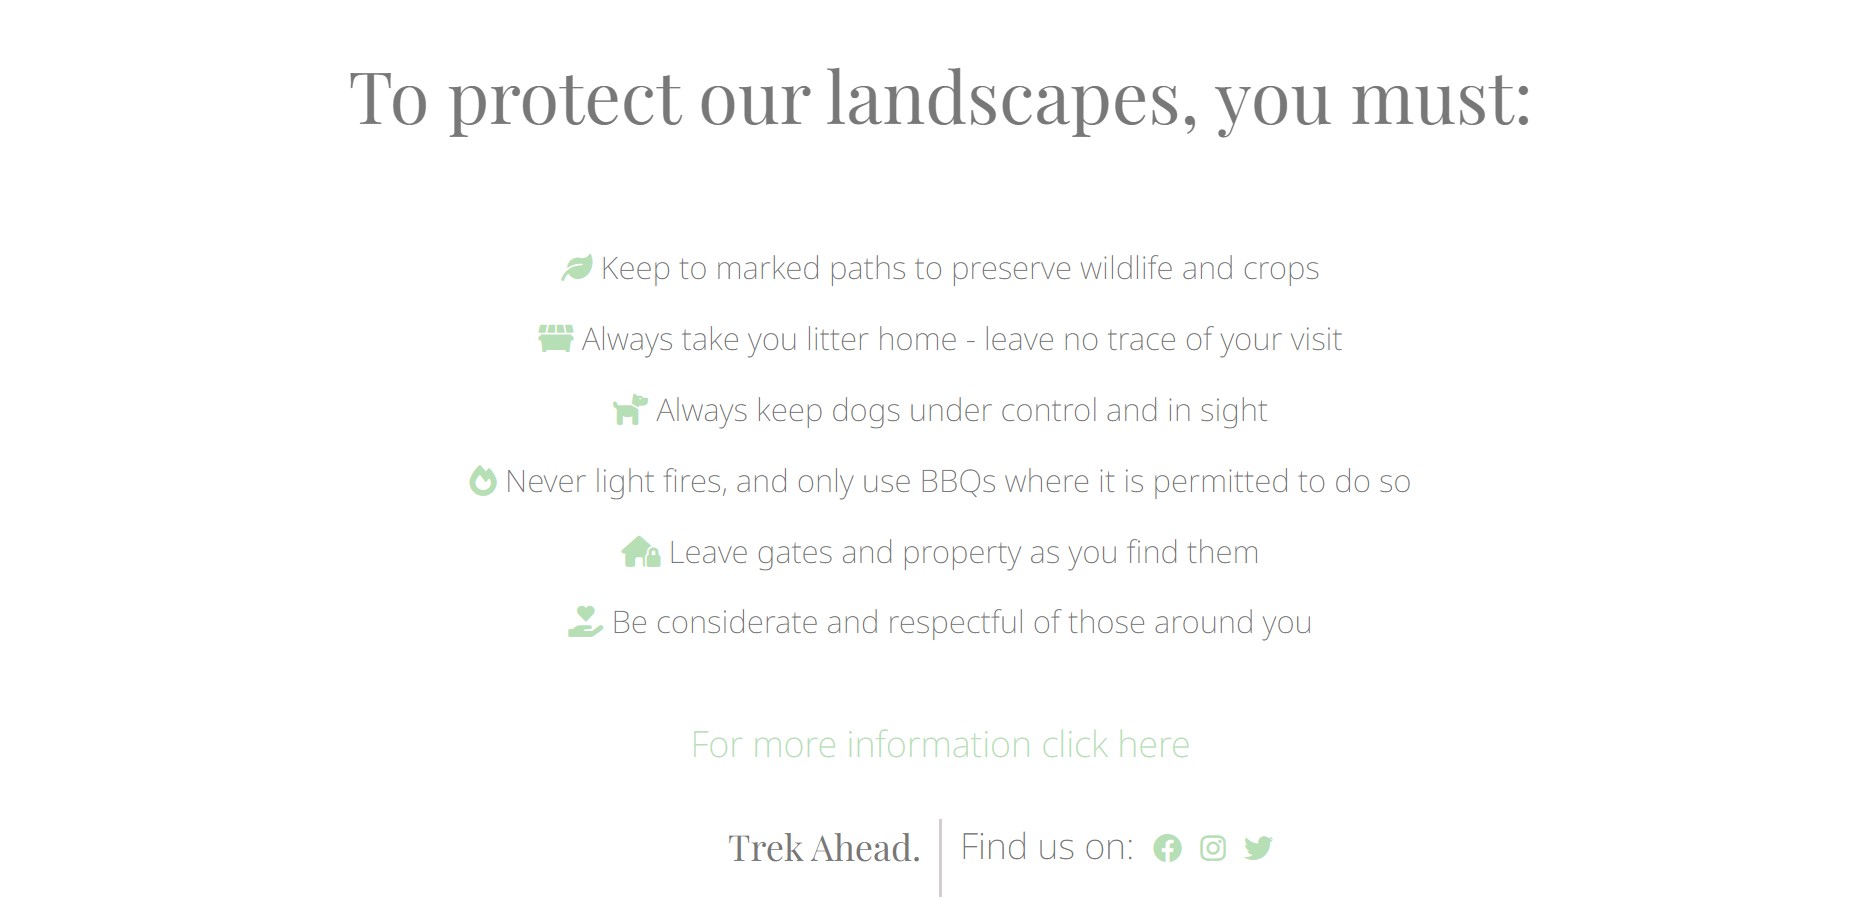 To protect our landscapes, you must:
Keep to marked paths to preserve wildlife and crops
Always take you litter home - leave no trace of your visit
Always keep dogs under control and in sight
Never light fires, and only use BBQs where it is permitted to do so
Leave gates and property as you find them
Be considerate and respectful of those around you
For more information click here
Trek Ahead.
Find us on: